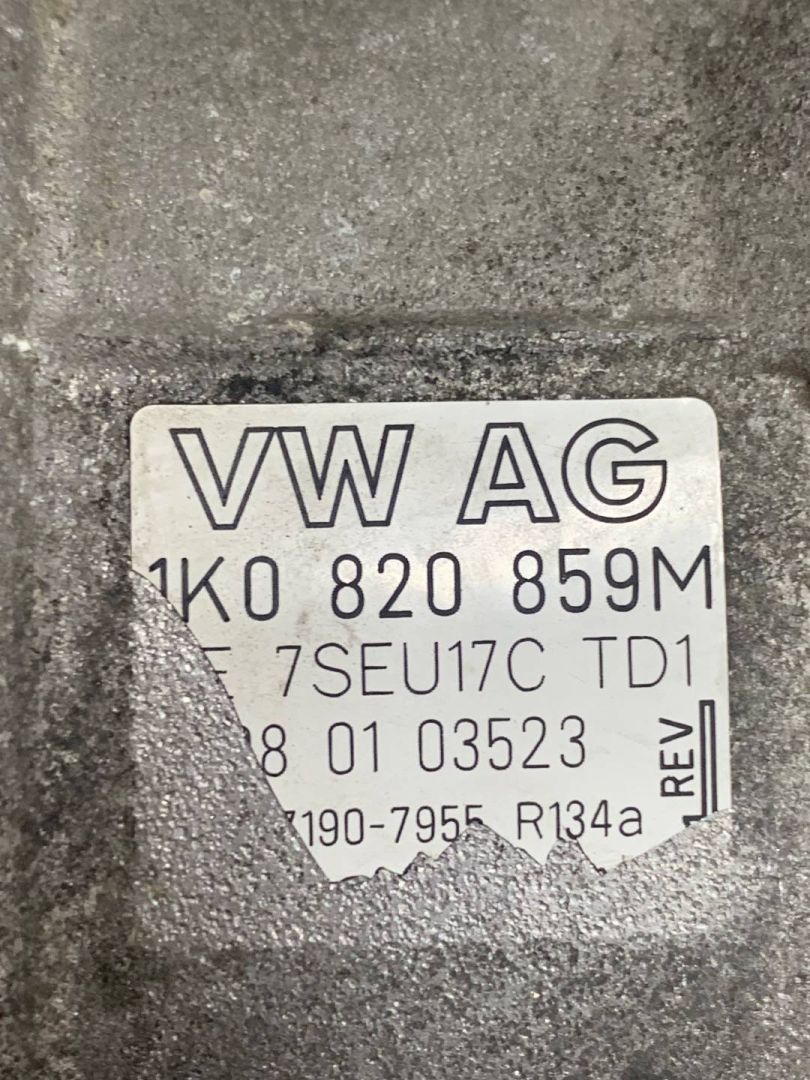 VW AG
1K0 820 859M
7SEU17C TD1
8 01 03523
7190-7955 R134a
REV